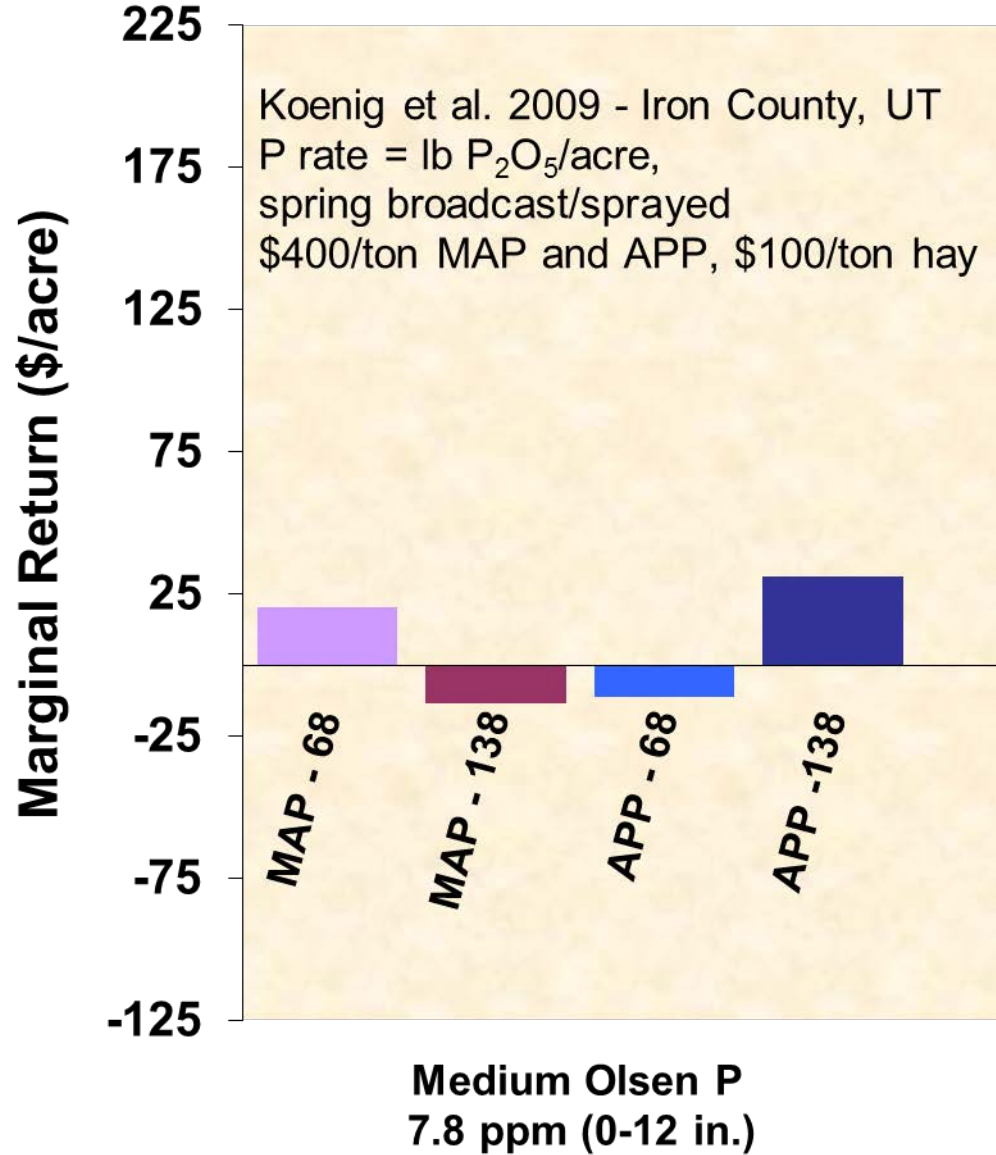 225
175
125
75
25
-25
-75
-125
Marginal Return ($/acre)
Koenig et al. 2009 - Iron County, UT
P rate = lb P₂O₅/acre,
spring broadcast/sprayed
$400/ton MAP and APP, $100/ton hay
MAP - 68
MAP - 138
APP - 68
APP -138
Medium Olsen P
7.8 ppm (0-12 in.)